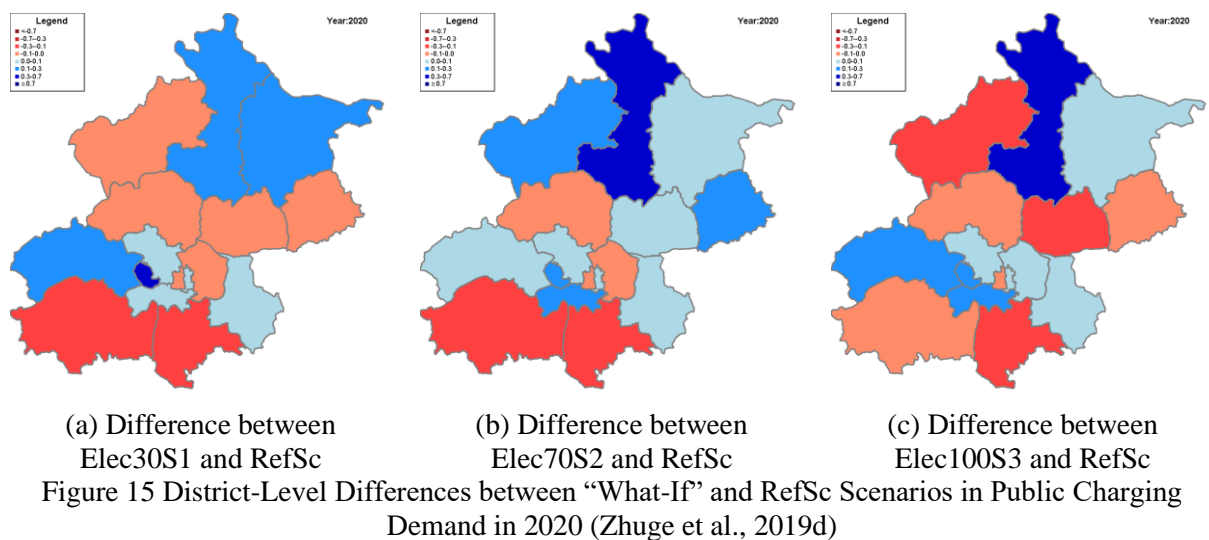 Legend
<-0.7
-0.7--0.3
-0.3--0.1
-0.1-0.0
0.0-0.1
0.1-0.3
0.3-0.7
≥0.7
Year:2020
Legend
<-0.7
-0.7--0.3
-0.3--0.1
-0.1-0.0
0.0-0.1
0.1-0.3
0.3-0.7
≥0.7
Year:2020
Legend
<-0.7
-0.7--0.3
-0.3--0.1
-0.1-0.0
0.0-0.1
0.1-0.3
0.3-0.7
≥0.7
Year:2020
(a) Difference between
Elec30S1 and RefSc
(b) Difference between
Elec70S2 and RefSc
(c) Difference between
Elec100S3 and RefSc
Figure 15 District-Level Differences between “What-If” and RefSc Scenarios in Public Charging
Demand in 2020 (Zhuge et al., 2019d)